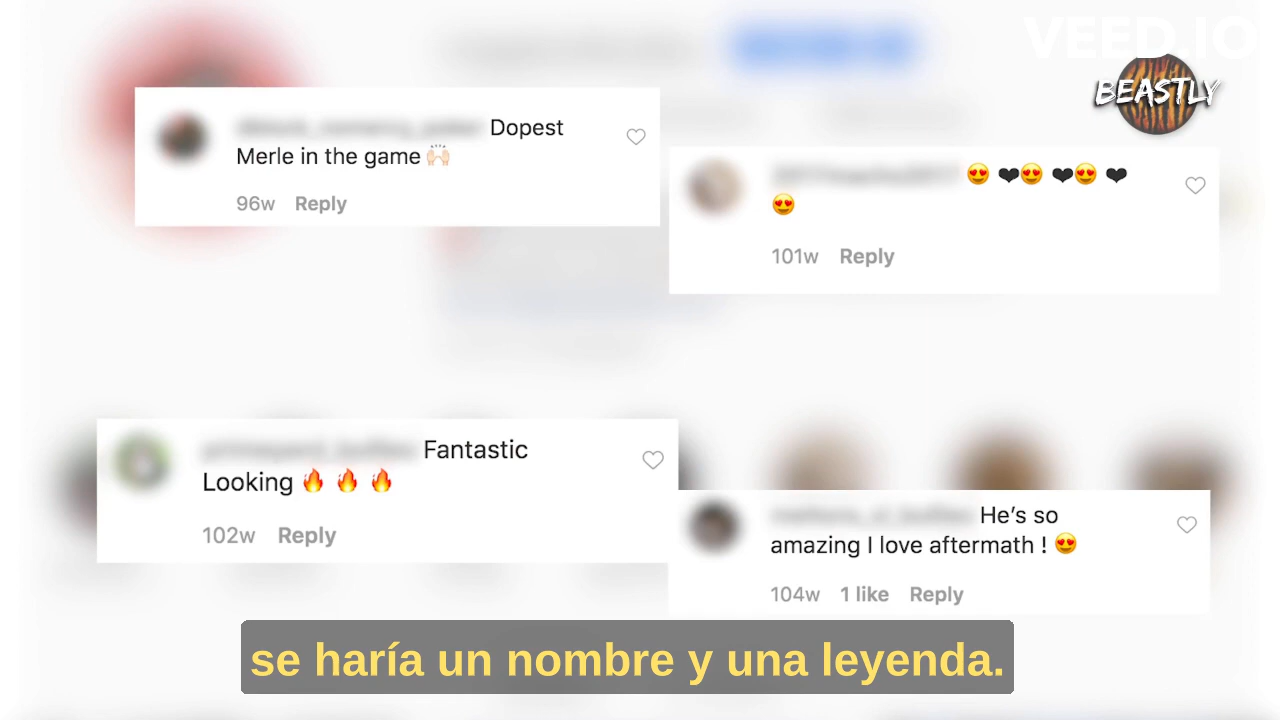 VEED.IO
BEASTLY
Dopest
Merle in the game 🙌🏻
96w Reply
😍 ❤😍 ❤😍 ❤
😍
101w Reply
Fantastic
Looking 🔥 🔥 🔥
102w Reply
He's so
amazing I love aftermath ! 😍
104w 1 like Reply
se haría un nombre y una leyenda.